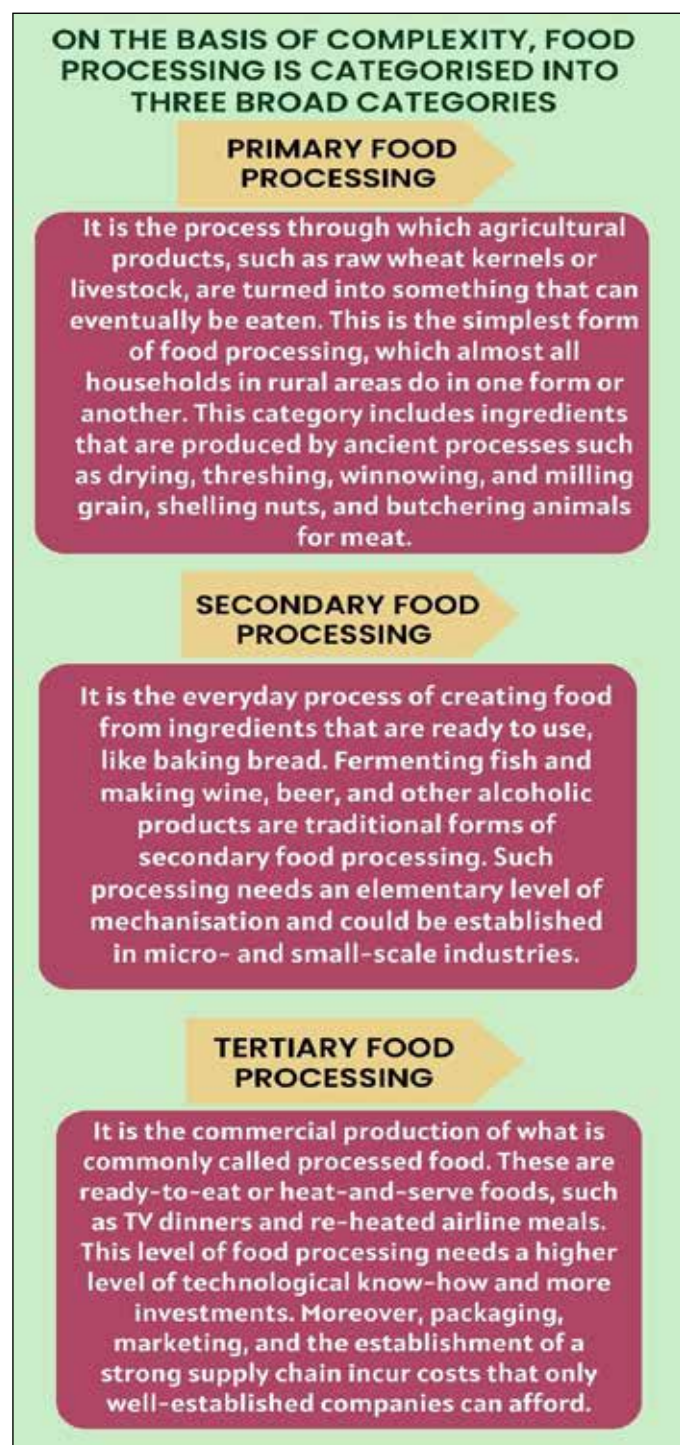 ON THE BASIS OF COMPLEXITY, FOOD
PROCESSING IS CATEGORISED INTO
THREE BROAD CATEGORIES
PRIMARY FOOD
PROCESSING
It is the process through which agricultural
products, such as raw wheat kernels or
livestock, are turned into something that can
eventually be eaten. This is the simplest form
of food processing, which almost all
households in rural areas do in one form or
another. This category includes ingredients
that are produced by ancient processes such
as drying, threshing, winnowing, and milling
grain, shelling nuts, and butchering animals
for meat.
SECONDARY FOOD
PROCESSING
It is the everyday process of creating food
from ingredients that are ready to use,
like baking bread. Fermenting fish and
making wine, beer, and other alcoholic
products are traditional forms of
secondary food processing. Such
processing needs an elementary level of
mechanisation and could be established
in micro- and small-scale industries.
TERTIARY FOOD
PROCESSING
It is the commercial production of what is
commonly called processed food. These are
ready-to-eat or heat-and-serve foods, such
as TV dinners and re-heated airline meals.
This level of food processing needs a higher
level of technological know-how and more
investments. Moreover, packaging,
marketing, and the establishment of a
strong supply chain incur costs that only
well-established companies can afford.